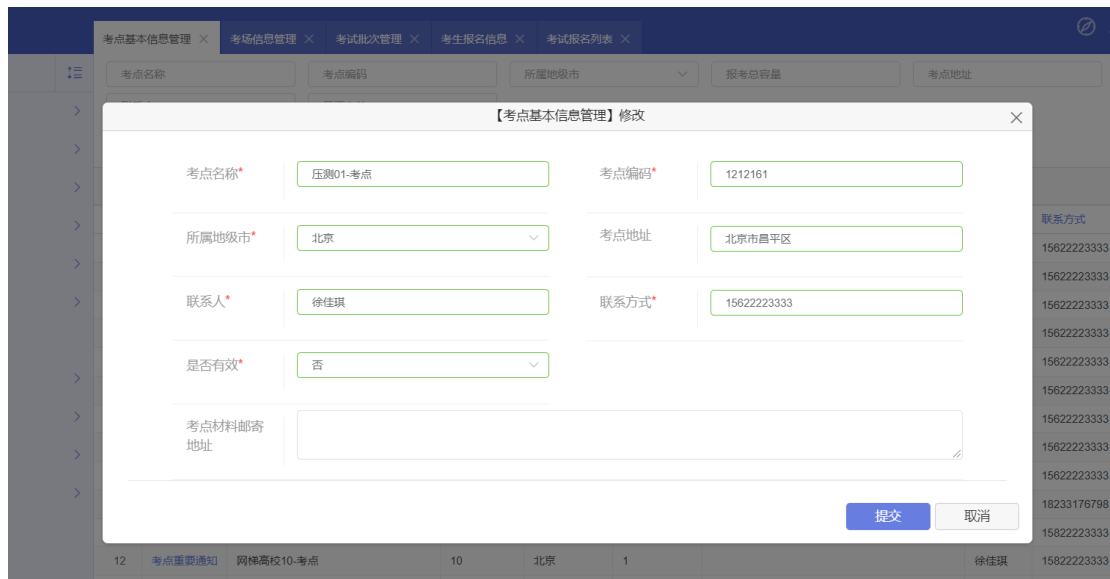 考点基本信息管理 考场信息管理 考试批次管理 考生报名信息 考试报名列表
考点名称 考点编码 所属地级市 报考总容量 考点地址
【考点基本信息管理】修改
考点名称* 压测01-考点 考点编码* 1212161
联系方式
所属地级市* 北京 考点地址 北京市昌平区
15622223333
15622223333
联系人* 徐佳琪 联系方式* 15622223333
15622223333
15622223333
是否有效* 否
15622223333
15622223333
15622223333
考点材料邮寄
地址
15622223333
15622223333
18233176798
提交 取消
15822223333
12 考点重要通知 网梯高校10-考点 10 北京 1 徐佳琪 15822223333